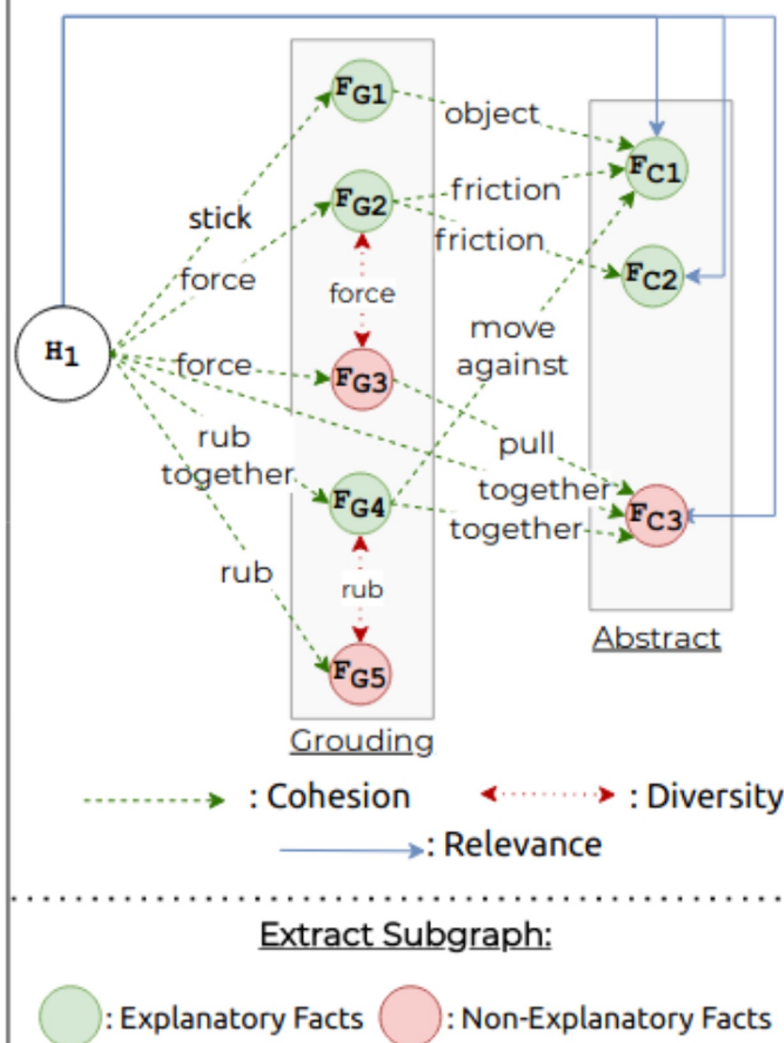 FG1
object
FC1
stick
FG2
friction
friction
force
FC2
force
move
against
H1
force
FG3
rub
together
pull
together
FG4
together
FC3
rub
rub
Abstract
FG5
Grouding
: Cohesion
: Diversity
: Relevance
Extract Subgraph:
: Explanatory Facts
: Non-Explanatory Facts